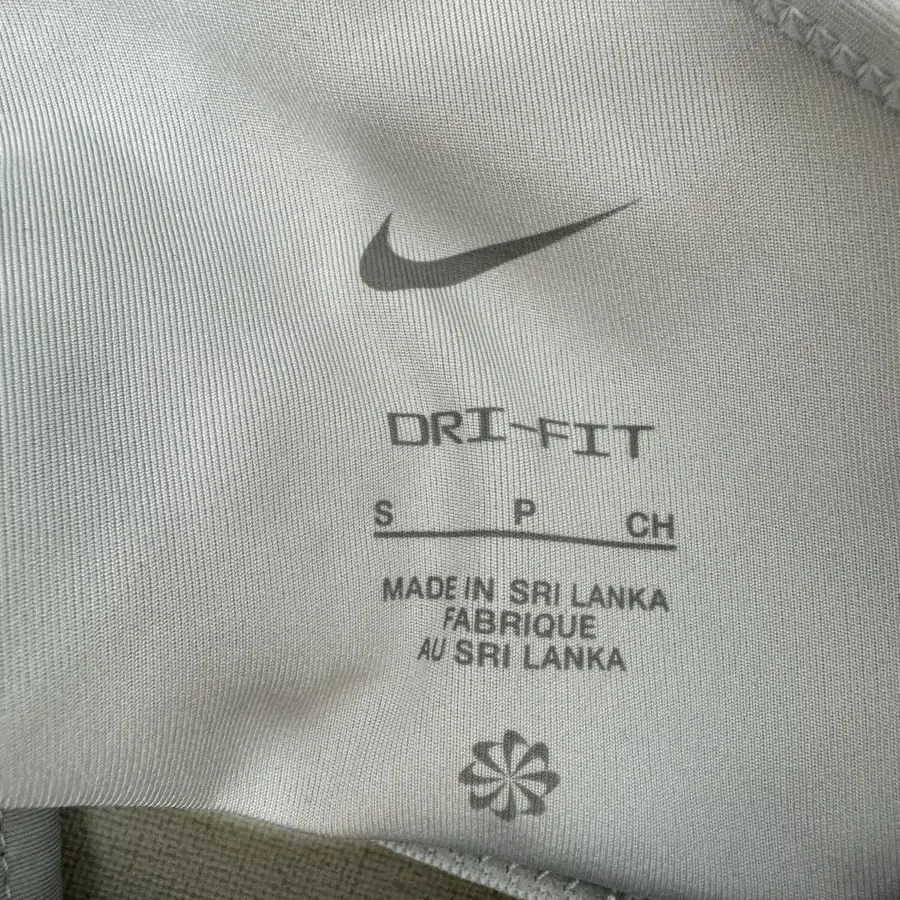 DRI-FIT
S P CH
MADE IN SRI LANKA
FABRIQUE
AU SRI LANKA